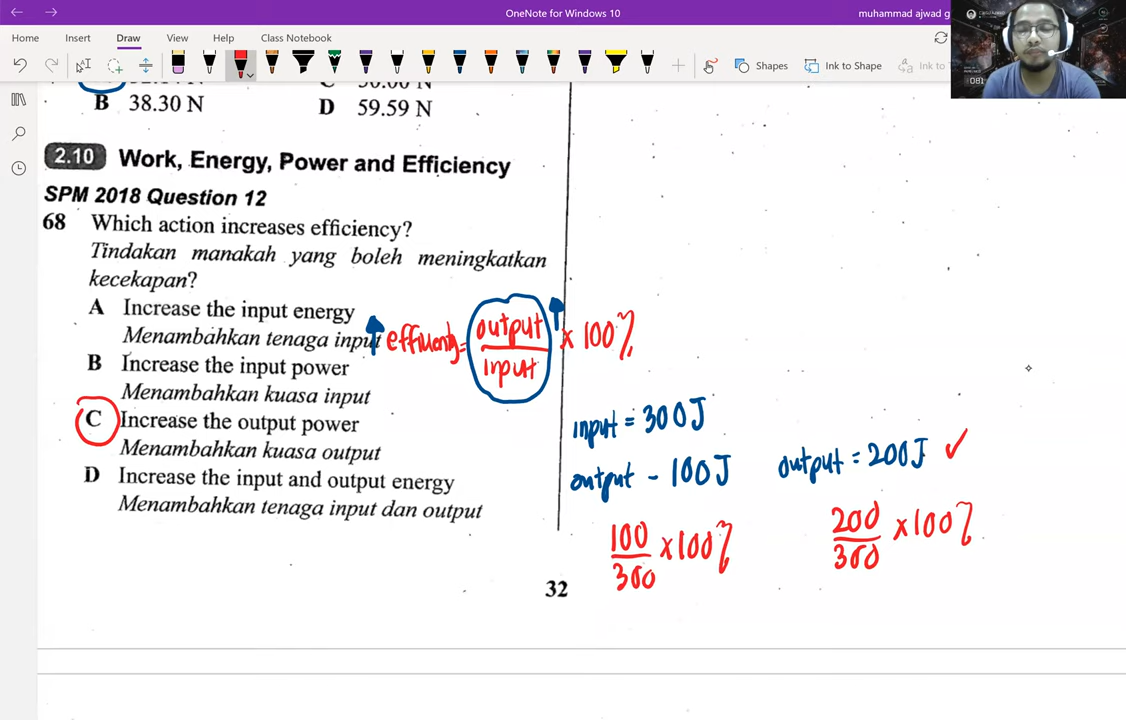 OneNote for Windows 10
muhammad ajwad g
Home Insert Draw View Help Class Notebook
Shapes Ink to Shape Ink to
081
B 38.30 N
D 59.59 N
2.10 Work, Energy, Power and Efficiency
SPM 2018 Question 12
68 Which action increases efficiency?
Tindakan manakah yang boleh meningkatkan
kecekapan?
A Increase the input energy
Menambahkan tenaga input
B Increase the input power
Menambahkan kuasa input
C Increase the output power
Menambahkan kuasa output
D Increase the input and output energy
Menambahkan tenaga input dan output
= output / input × 100%
input = 300J
output - 100J
output = 200J ✓
100/300 × 100%
200/300 × 100%
32